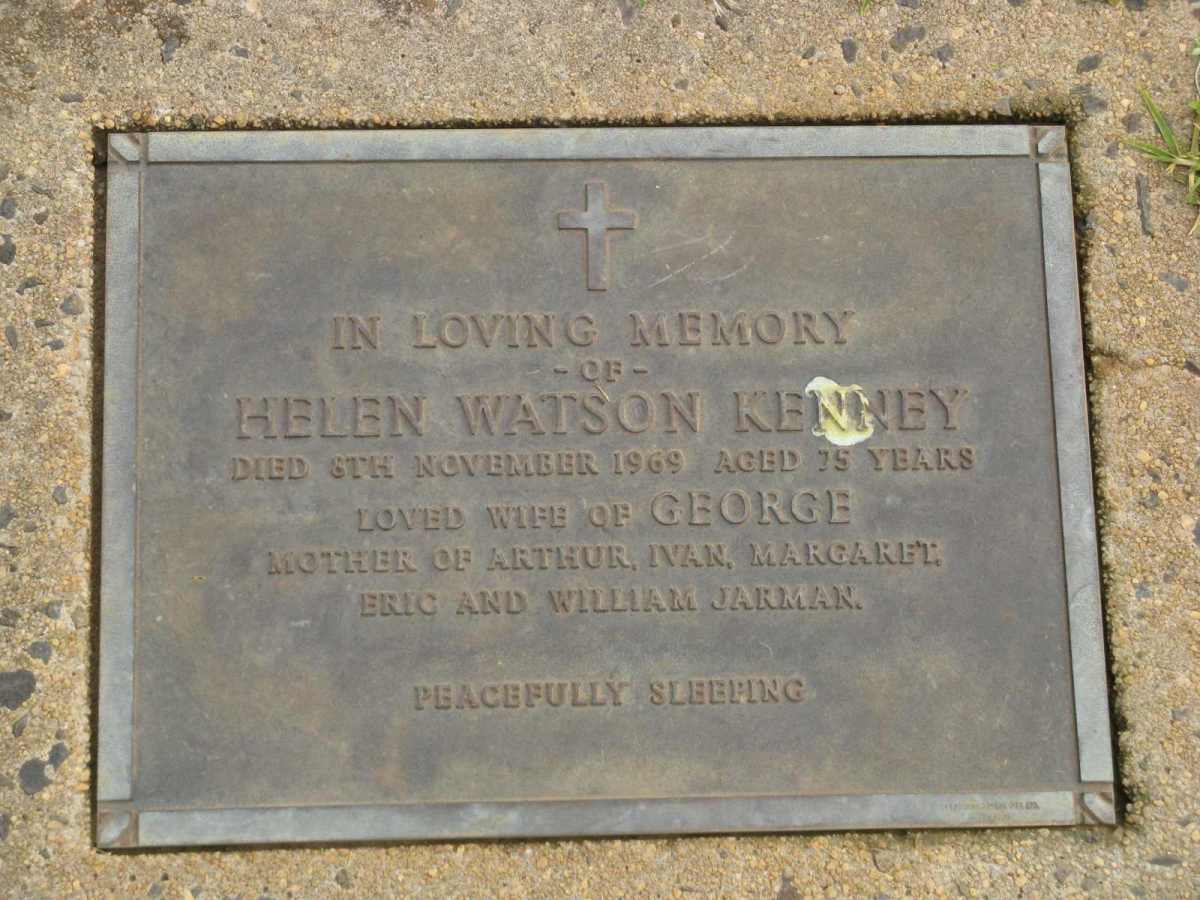 IN LOVING MEMORY
- OF -
HELEN WATSON KENNEY
DIED 8TH NOVEMBER 1969 AGED 75 YEARS
LOVED WIFE OF GEORGE
MOTHER OF ARTHUR, IVAN, MARGARET,
ERIC AND WILLIAM JARMAN.
PEACEFULLY SLEEPING